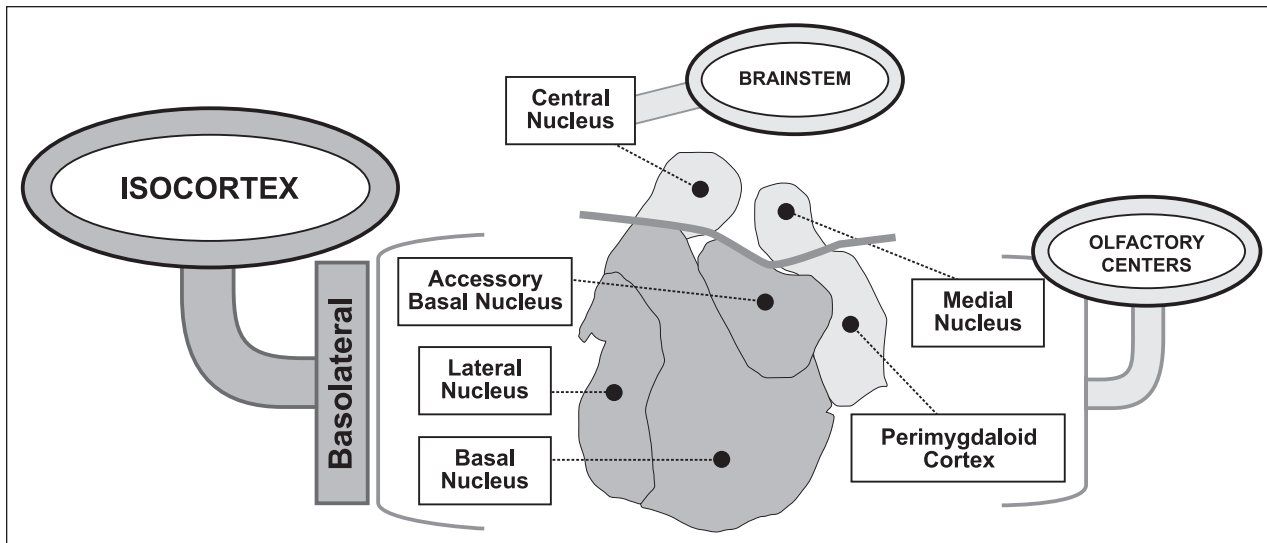 BRAINSTEM
Central
Nucleus
ISOCORTEX
OLFACTORY
CENTERS
Accessory
Basal Nucleus
Medial
Nucleus
Basolateral
Lateral
Nucleus
Perimygdaloid
Cortex
Basal
Nucleus